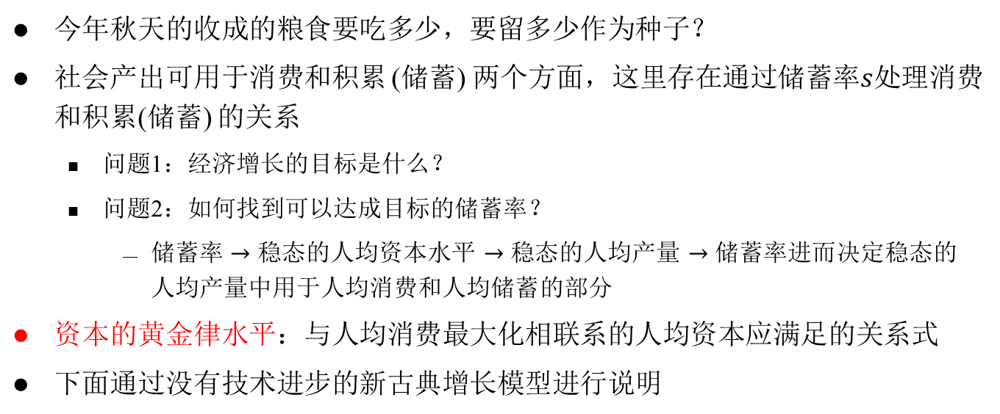 ● 今年秋天的收成的粮食要吃多少，要留多少作为种子？
● 社会产出可用于消费和积累 (储蓄) 两个方面，这里存在通过储蓄率s处理消费
和积累(储蓄) 的关系
■ 问题1：经济增长的目标是什么？
■ 问题2：如何找到可以达成目标的储蓄率？
– 储蓄率 → 稳态的人均资本水平 → 稳态的人均产量 → 储蓄率进而决定稳态的
人均产量中用于人均消费和人均储蓄的部分
● 资本的黄金律水平：与人均消费最大化相联系的人均资本应满足的关系式
● 下面通过没有技术进步的新古典增长模型进行说明